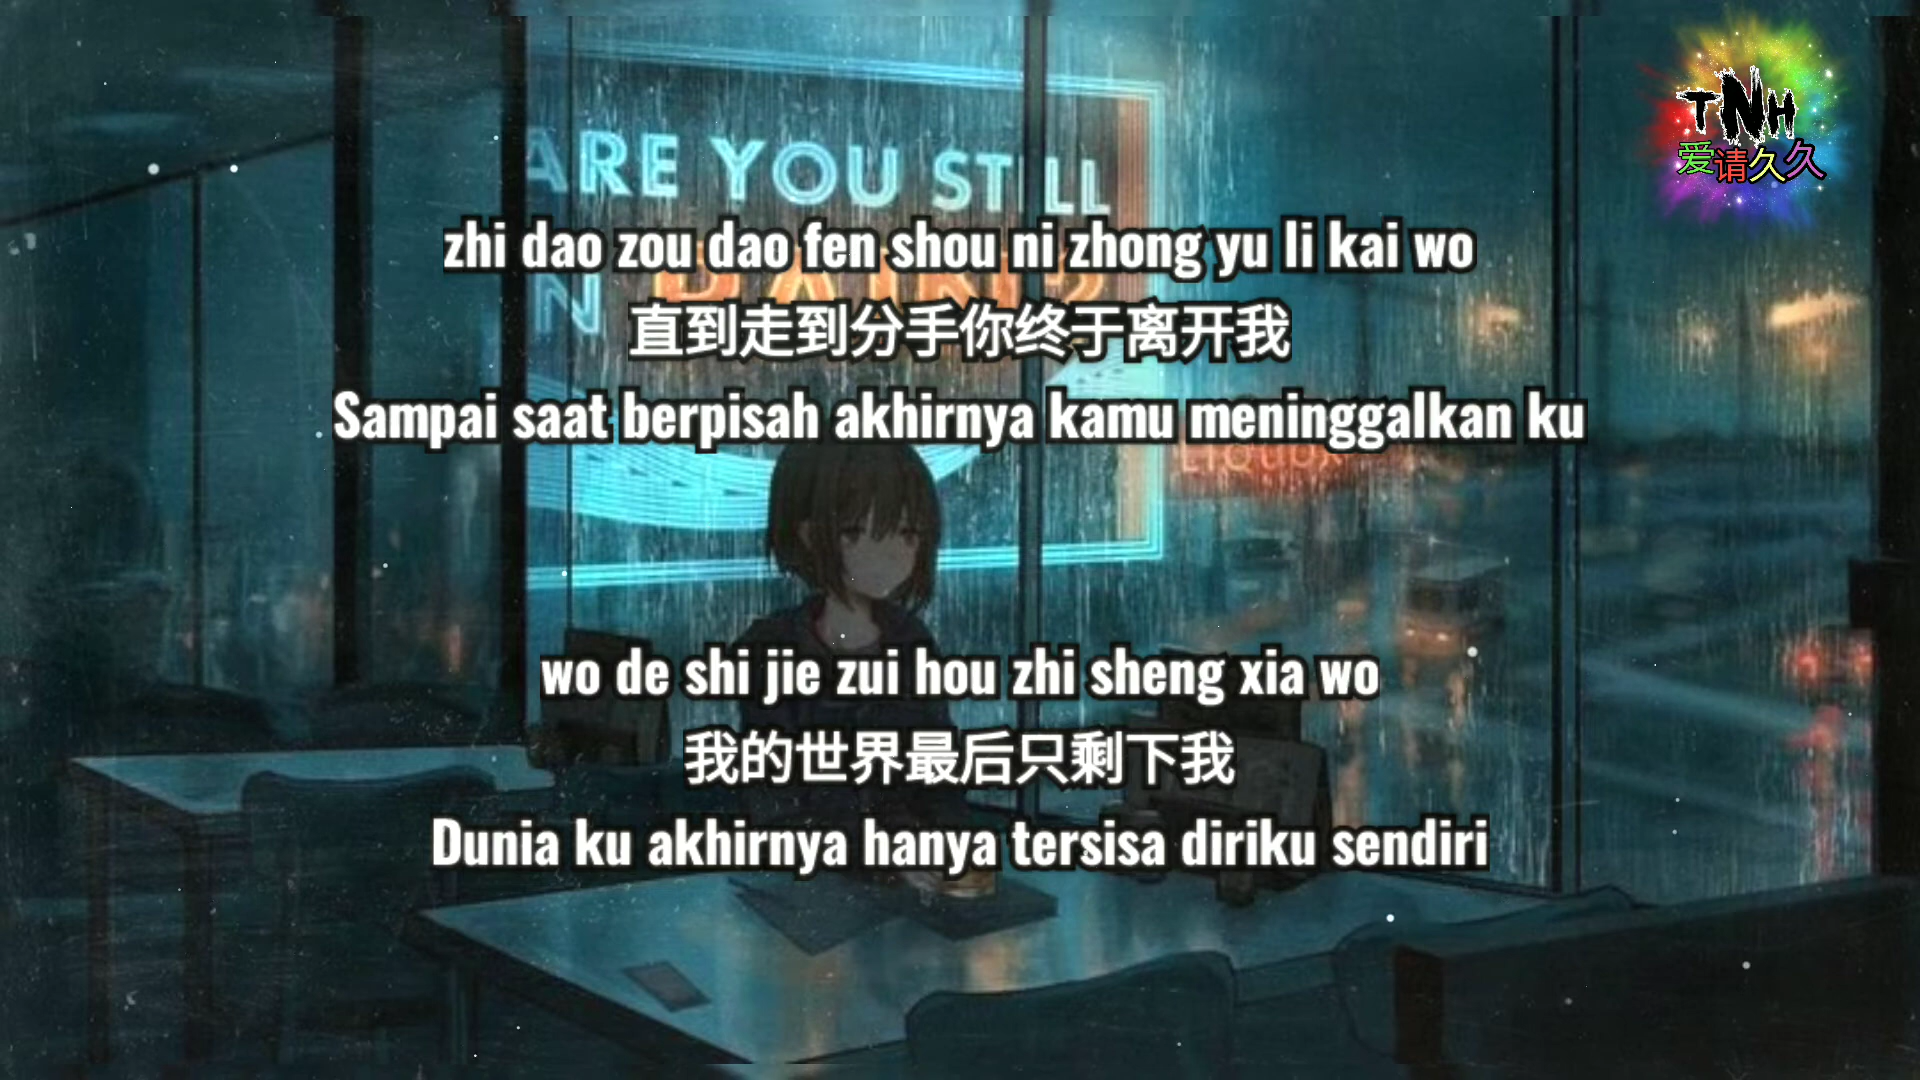 TNH
爱请久久
ARE YOU STILL
zhi dao zou dao fen shou ni zhong yu li kai wo
N PAIN?
直到走到分手你终于离开我
Sampai saat berpisah akhirnya kamu meninggalkan ku
LIQUOR
wo de shi jie zui hou zhi sheng xia wo
我的世界最后只剩下我
Dunia ku akhirnya hanya tersisa diriku sendiri